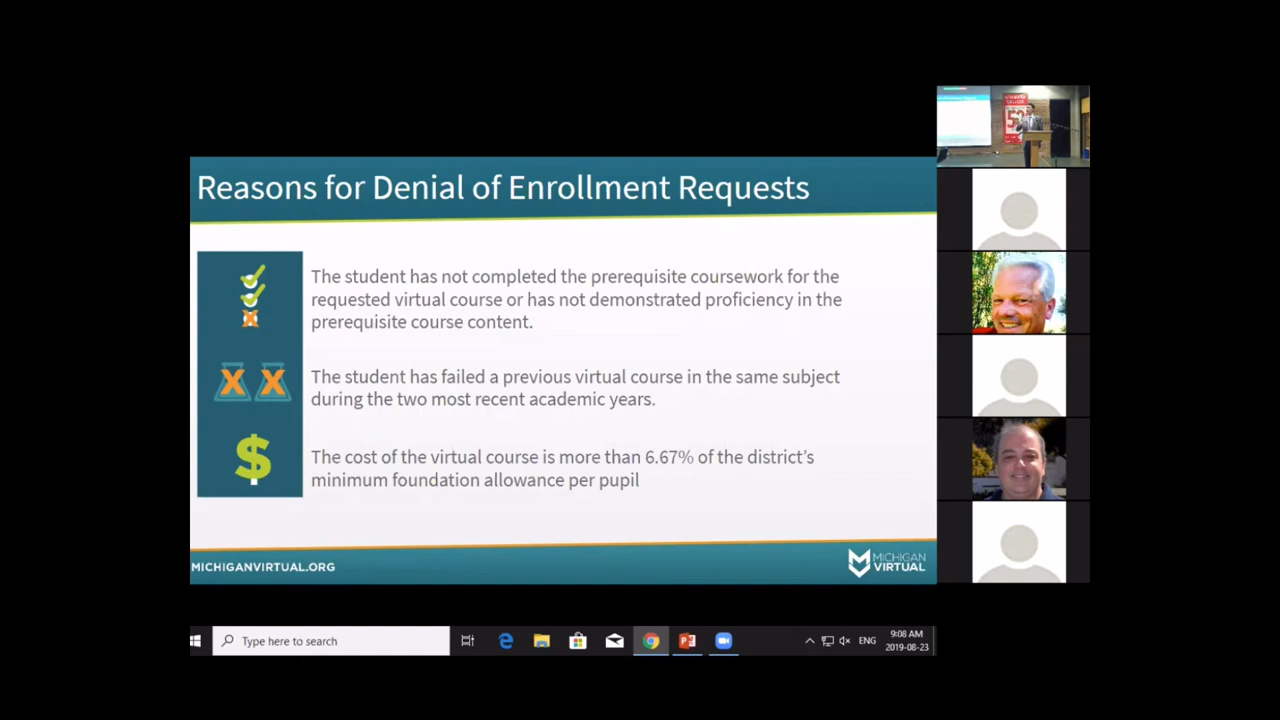 Reasons for Denial of Enrollment Requests
The student has not completed the prerequisite coursework for the
requested virtual course or has not demonstrated proficiency in the
prerequisite course content.
The student has failed a previous virtual course in the same subject
during the two most recent academic years.
$
The cost of the virtual course is more than 6.67% of the district's
minimum foundation allowance per pupil
MICHIGANVIRTUAL.ORG
MICHIGAN
VIRTUAL
Type here to search
ENG
9:08 AM
2019-08-23